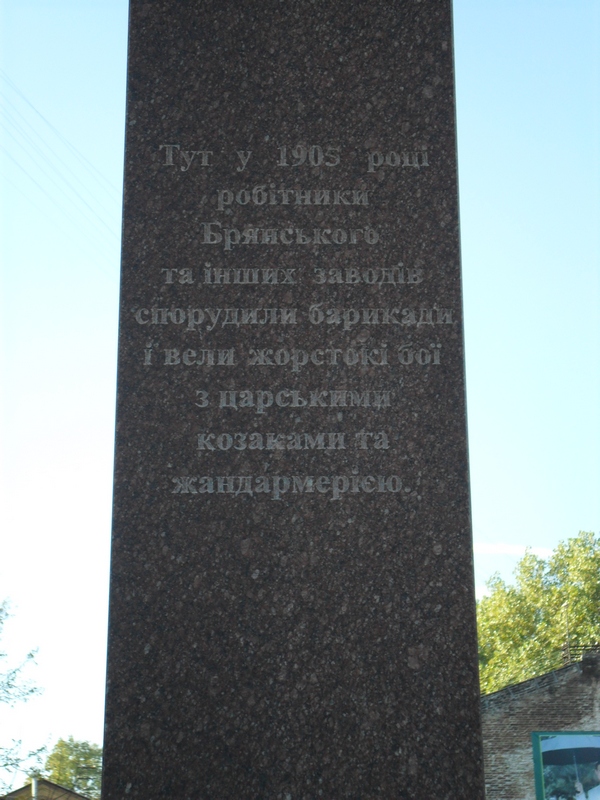 Тут у 1905 році
робітники
Брянського
та інших заводів
спорудили барикади
і вели жорстокі бої
з царськими
козаками та
жандармерією.